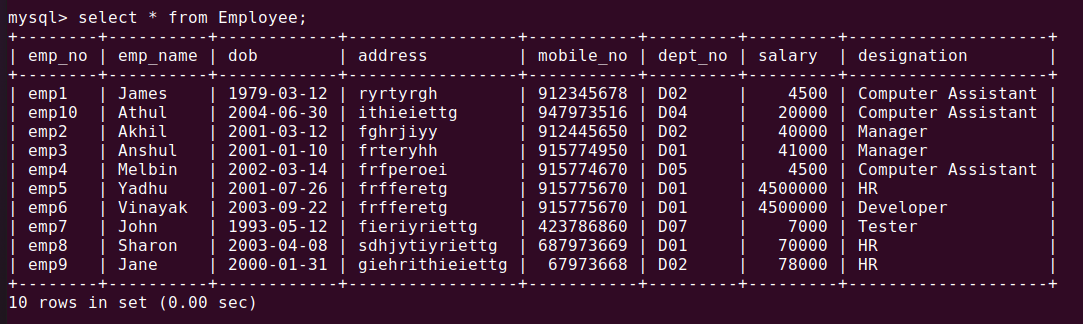 mysql> select * from Employee;
+--------+----------+------------+-----------------+-----------+---------+---------+--------------------+
| emp_no | emp_name | dob        | address         | mobile_no | dept_no | salary  | designation        |
+--------+----------+------------+-----------------+-----------+---------+---------+--------------------+
| emp1   | James    | 1979-03-12 | ryrtyrgh        | 912345678 | D02     |    4500 | Computer Assistant |
| emp10  | Athul    | 2004-06-30 | ithieiettg      | 947973516 | D04     |   20000 | Computer Assistant |
| emp2   | Akhil    | 2001-03-12 | fghrjiyy        | 912445650 | D02     |   40000 | Manager            |
| emp3   | Anshul   | 2001-01-10 | frteryhh        | 915774950 | D01     |   41000 | Manager            |
| emp4   | Melbin   | 2002-03-14 | frfperoei       | 915774670 | D05     |    4500 | Computer Assistant |
| emp5   | Yadhu    | 2001-07-26 | frfferetg       | 915775670 | D01     | 4500000 | HR                 |
| emp6   | Vinayak  | 2003-09-22 | frfferetg       | 915775670 | D01     | 4500000 | Developer          |
| emp7   | John     | 1993-05-12 | fieriyriettg    | 423786860 | D07     |    7000 | Tester             |
| emp8   | Sharon   | 2003-04-08 | sdhjytiyriettg  | 687973669 | D01     |   70000 | HR                 |
| emp9   | Jane     | 2000-01-31 | giehrithieiettg |  67973668 | D02     |   78000 | HR                 |
+--------+----------+------------+-----------------+-----------+---------+---------+--------------------+
10 rows in set (0.00 sec)